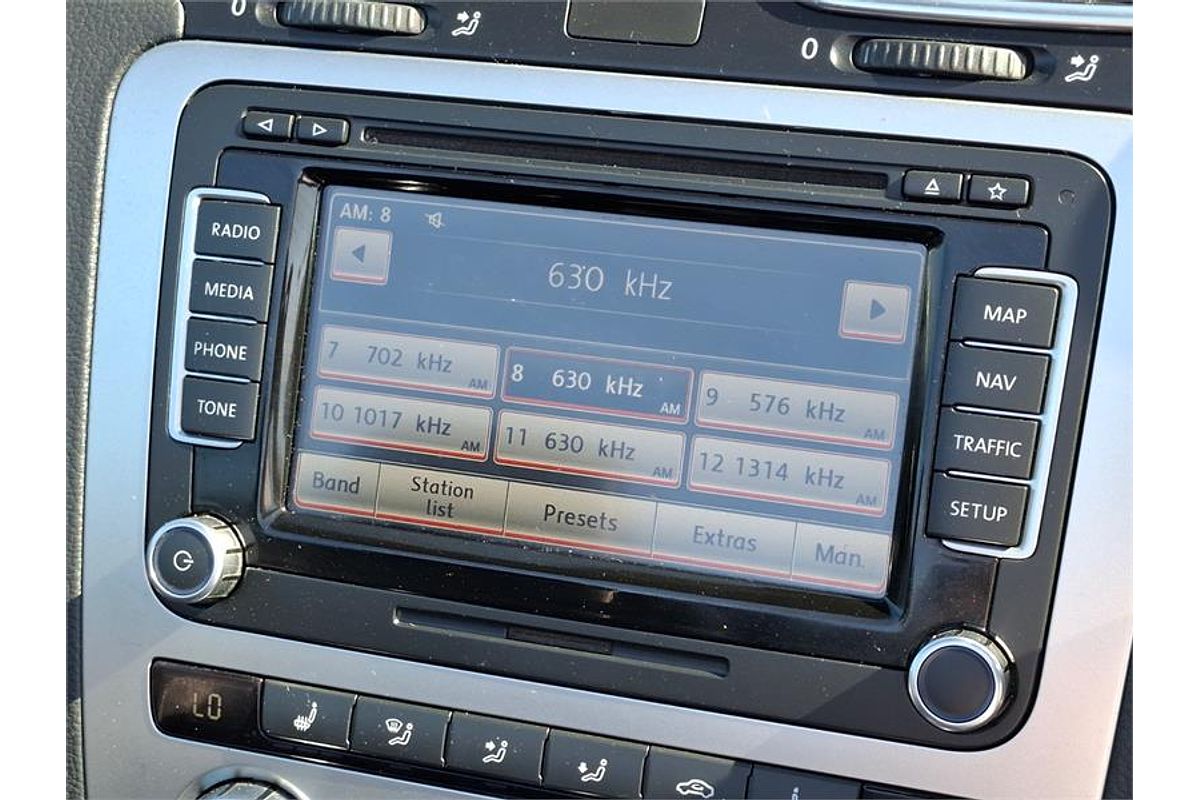 0
0
RADIO
MEDIA
PHONE
TONE
AM: 8
630 kHz
7 702 kHz AM
8 630 kHz AM
9 576 kHz AM
10 1017 kHz AM
11 630 kHz AM
12 1314 kHz AM
Band
Station
list
Presets
Extras
Man.
MAP
NAV
TRAFFIC
SETUP
LO